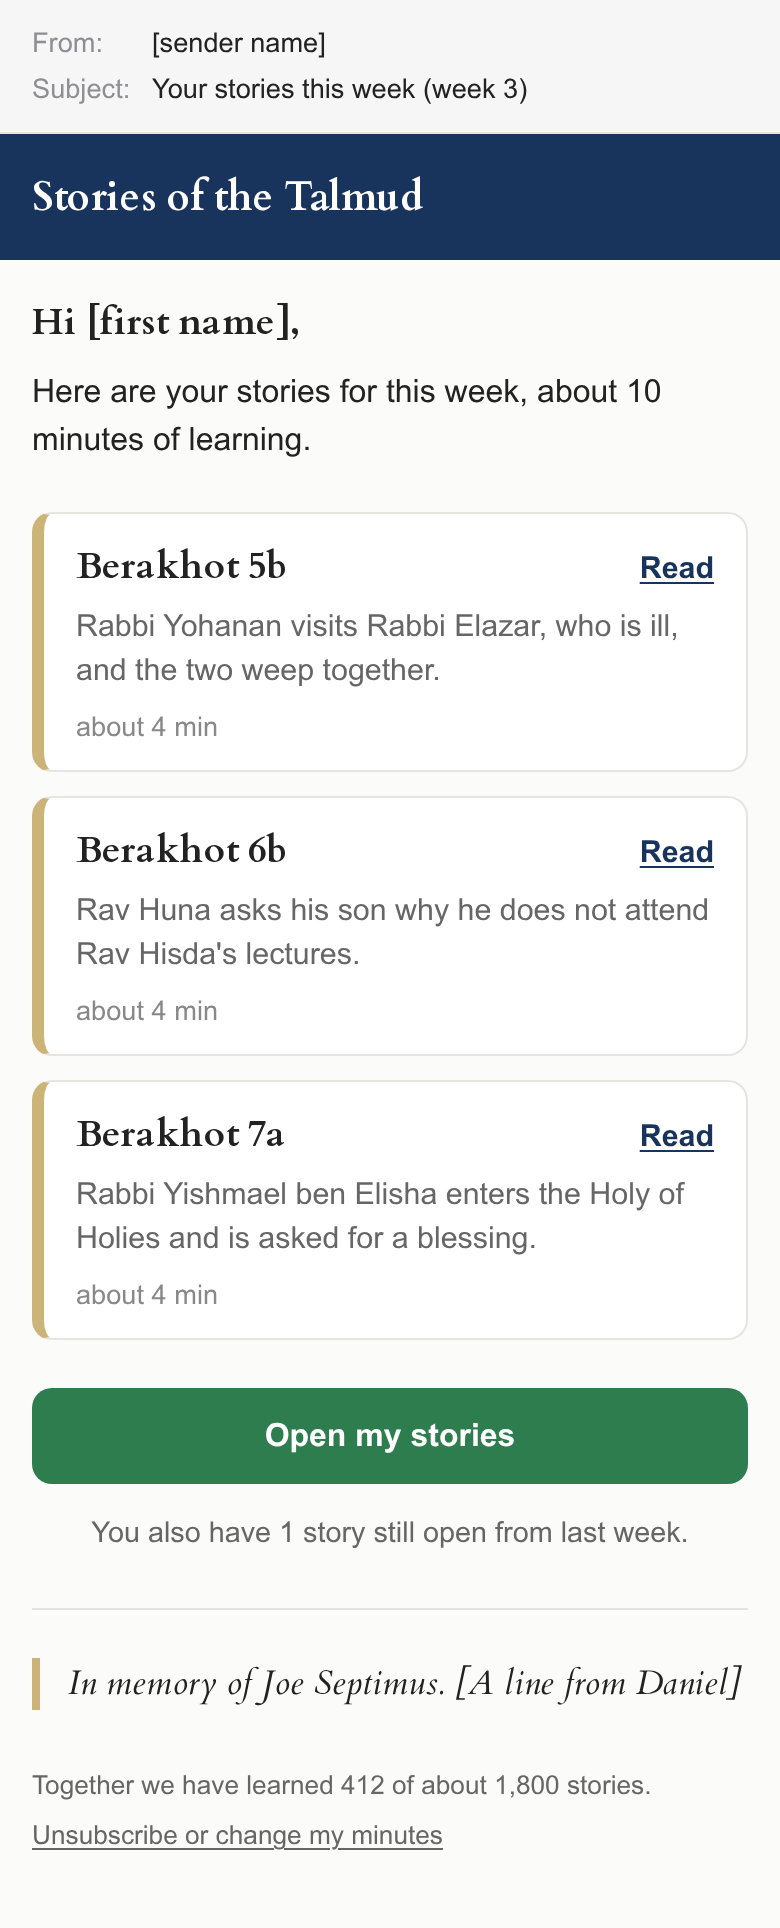 From: [sender name]
Subject: Your stories this week (week 3)
Stories of the Talmud
Hi [first name],
Here are your stories for this week, about 10
minutes of learning.
Berakhot 5b Read
Rabbi Yohanan visits Rabbi Elazar, who is ill,
and the two weep together.
about 4 min
Berakhot 6b Read
Rav Huna asks his son why he does not attend
Rav Hisda's lectures.
about 4 min
Berakhot 7a Read
Rabbi Yishmael ben Elisha enters the Holy of
Holies and is asked for a blessing.
about 4 min
Open my stories
You also have 1 story still open from last week.
In memory of Joe Septimus. [A line from Daniel]
Together we have learned 412 of about 1,800 stories.
Unsubscribe or change my minutes